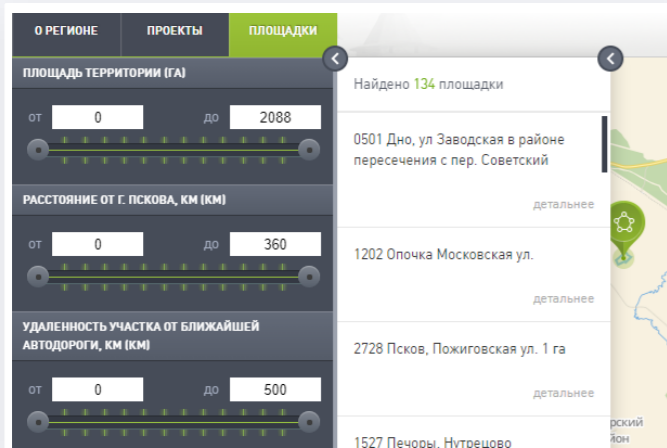 О РЕГИОНЕ
ПРОЕКТЫ
ПЛОЩАДКИ
ПЛОЩАДЬ ТЕРРИТОРИИ (ГА)
от 0 до 2088
РАССТОЯНИЕ ОТ Г. ПСКОВА, КМ (КМ)
от 0 до 360
УДАЛЕННОСТЬ УЧАСТКА ОТ БЛИЖАЙШЕЙ
АВТОДОРОГИ, КМ (КМ)
от 0 до 500
Найдено 134 площадки
0501 Дно, ул Заводская в районе
пересечения с пер. Советский
детальнее
1202 Опочка Московская ул.
детальнее
2728 Псков, Пожиговская ул. 1 га
детальнее
1527 Печоры, Нутрецово